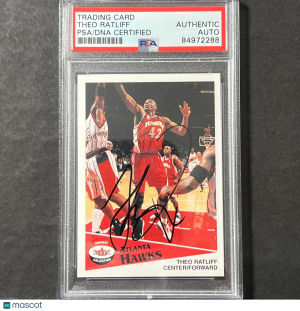 TRADING CARD
THEO RATLIFF
PSA/DNA CERTIFIED
AUTHENTIC
AUTO
84972288
PSA
HAWKS
42
ATLANTA
HAWKS
THEO RATLIFF
CENTER/FORWARD
mascot